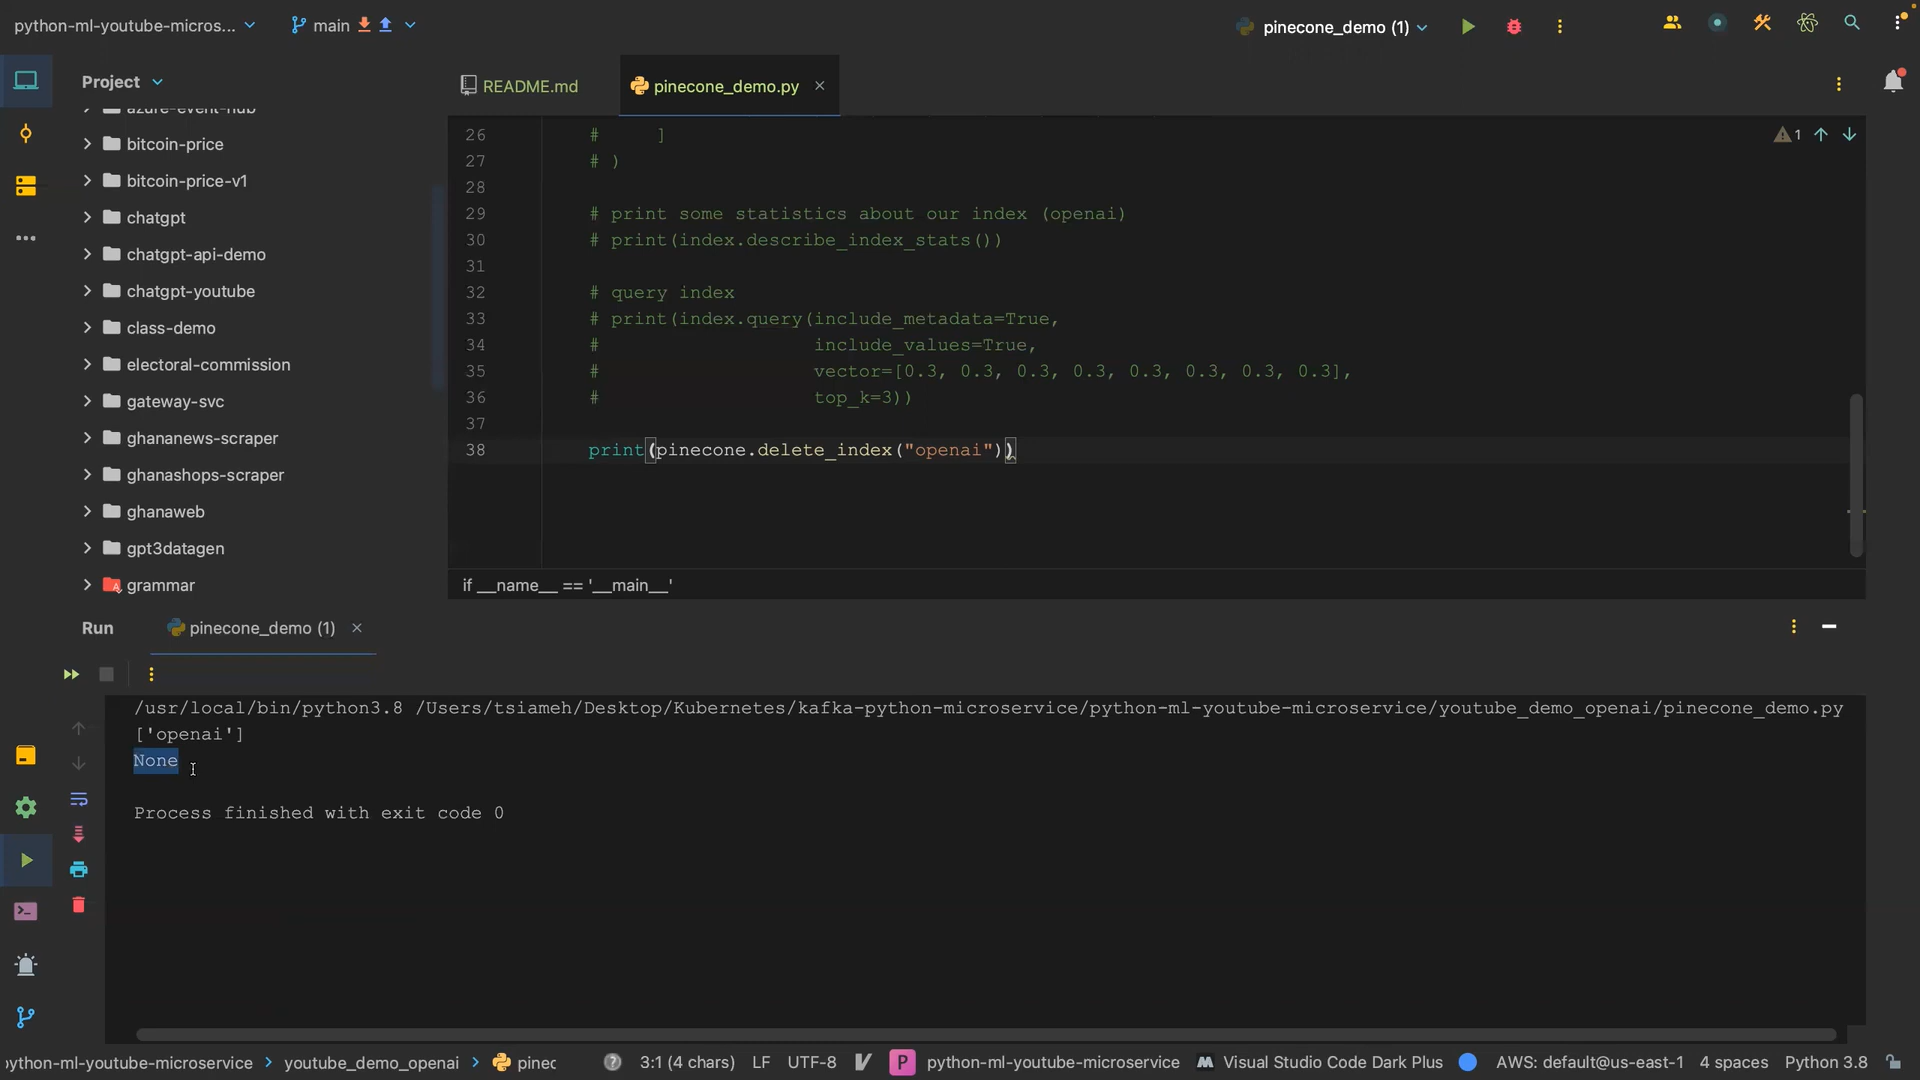 python-ml-youtube-micros...
main
pinecone_demo (1)
Project
README.md
pinecone_demo.py
azure-event-hub
bitcoin-price
bitcoin-price-v1
chatgpt
chatgpt-api-demo
chatgpt-youtube
class-demo
electoral-commission
gateway-svc
ghananews-scraper
ghanashops-scraper
ghanaweb
gpt3datagen
grammar
1
26 # ]
27 # )
28
29 # print some statistics about our index (openai)
30 # print(index.describe_index_stats())
31
32 # query index
33 # print(index.query(include_metadata=True,
34 # include_values=True,
35 # vector=[0.3, 0.3, 0.3, 0.3, 0.3, 0.3, 0.3, 0.3],
36 # top_k=3))
37
38 print(pinecone.delete_index("openai"))
if __name__ == '__main__'
Run
pinecone_demo (1)
/usr/local/bin/python3.8 /Users/tsiameh/Desktop/Kubernetes/kafka-python-microservice/python-ml-youtube-microservice/youtube_demo_openai/pinecone_demo.py
['openai']
None
Process finished with exit code 0
ython-ml-youtube-microservice > youtube_demo_openai > pinec
3:1 (4 chars)
LF
UTF-8
P
python-ml-youtube-microservice
Visual Studio Code Dark Plus
AWS: default@us-east-1
4 spaces
Python 3.8